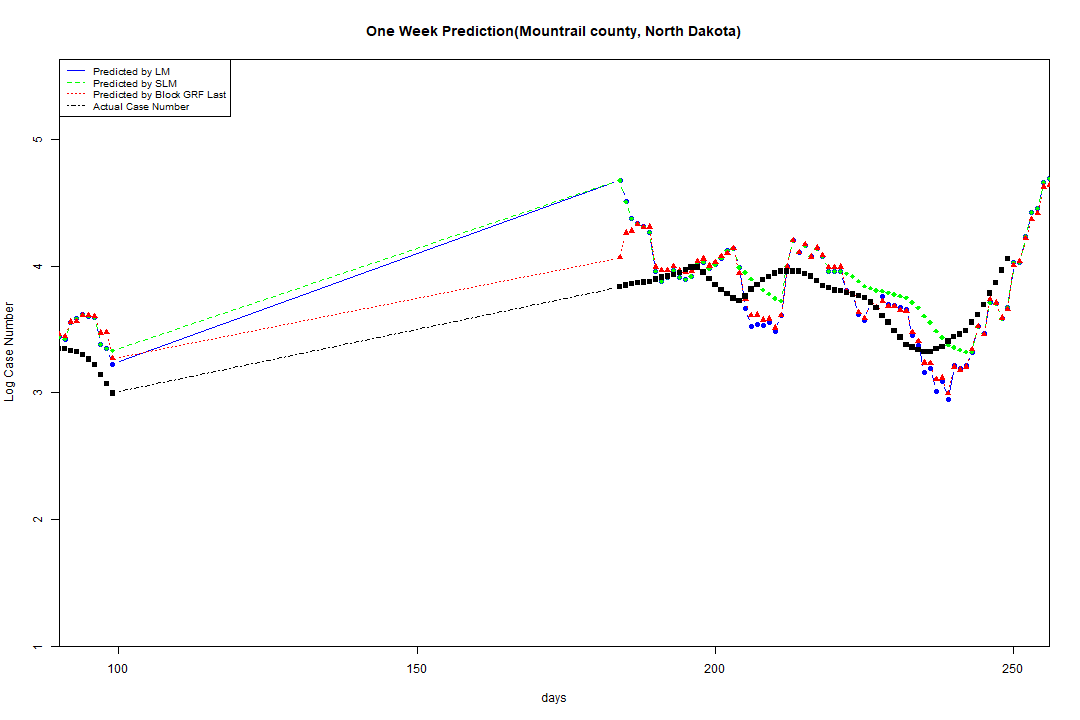 One Week Prediction(Mountrail county, North Dakota)
Predicted by LM
Predicted by SLM
Predicted by Block GRF Last
Actual Case Number
5
4
3
2
1
Log Case Number
100
150
200
250
days